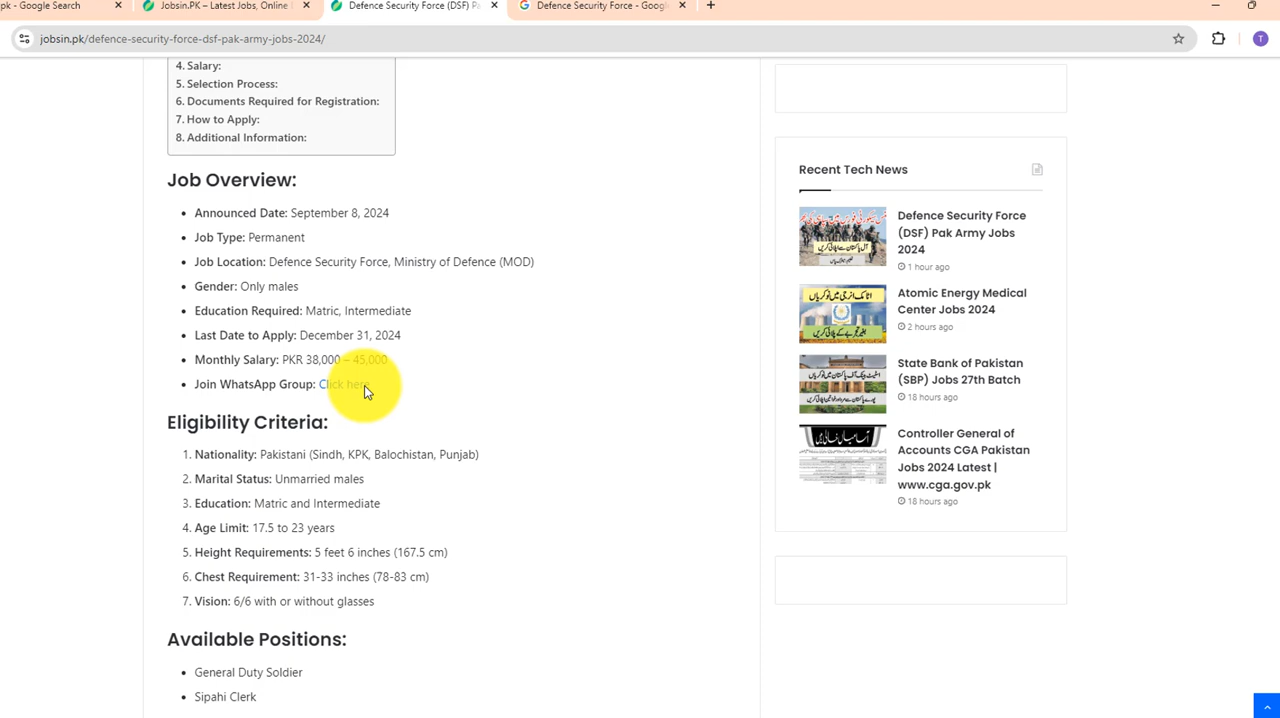 pk - Google Search
Jobsin.PK – Latest Jobs, Online
Defence Security Force (DSF) Pa
Defence Security Force - Googl
jobsin.pk/defence-security-force-dsf-pak-army-jobs-2024/
T
4. Salary:
5. Selection Process:
6. Documents Required for Registration:
7. How to Apply:
8. Additional Information:
Job Overview:
Announced Date: September 8, 2024
Job Type: Permanent
Job Location: Defence Security Force, Ministry of Defence (MOD)
Gender: Only males
Education Required: Matric, Intermediate
Last Date to Apply: December 31, 2024
Monthly Salary: PKR 38,000 – 45,000
Join WhatsApp Group: Click here
Eligibility Criteria:
1. Nationality: Pakistani (Sindh, KPK, Balochistan, Punjab)
2. Marital Status: Unmarried males
3. Education: Matric and Intermediate
4. Age Limit: 17.5 to 23 years
5. Height Requirements: 5 feet 6 inches (167.5 cm)
6. Chest Requirement: 31-33 inches (78-83 cm)
7. Vision: 6/6 with or without glasses
Available Positions:
General Duty Soldier
Sipahi Clerk
Recent Tech News
Defence Security Force
(DSF) Pak Army Jobs
2024
1 hour ago
اٹامک انرجی میں نوکریاں
Atomic Energy Medical
Center Jobs 2024
2 hours ago
State Bank of Pakistan
(SBP) Jobs 27th Batch
18 hours ago
آسامیاں خالی ہیں
Controller General of
Accounts CGA Pakistan
Jobs 2024 Latest |
www.cga.gov.pk
18 hours ago